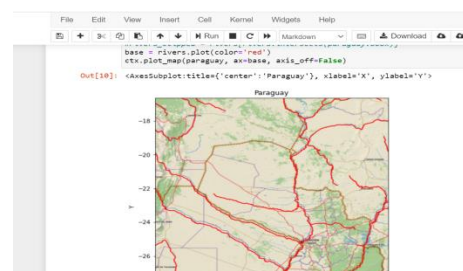 File Edit View Insert Cell Kernel Widgets Help
Run Markdown Download
base = rivers.plot(color='red')
ctx.plot_map(paraguay, ax=base, axis_off=False)
Out[10]: <AxesSubplot:title={'center':'Paraguay'}, xlabel='X', ylabel='Y'>
Paraguay
-18
-20
-22
Y
-24
-26